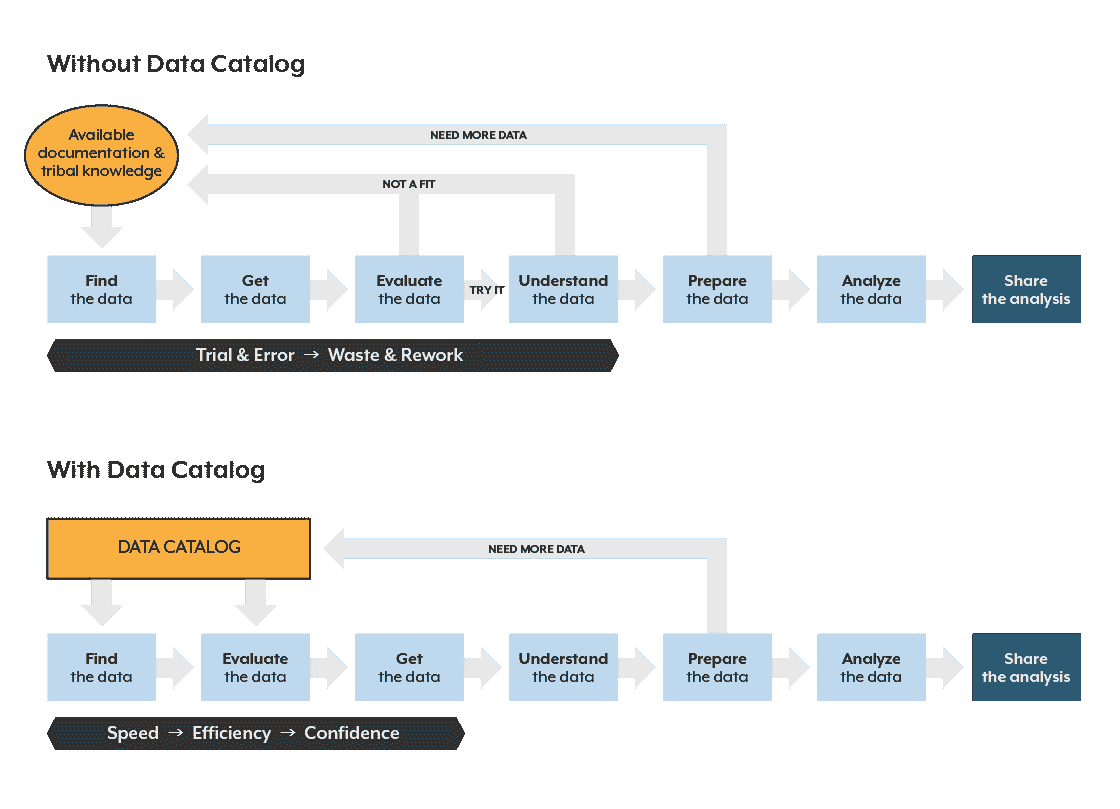 Without Data Catalog
Available
documentation &
tribal knowledge
NEED MORE DATA
NOT A FIT
Find
the data
Get
the data
Evaluate
the data
TRY IT
Understand
the data
Prepare
the data
Analyze
the data
Share
the analysis
Trial & Error → Waste & Rework
With Data Catalog
DATA CATALOG
NEED MORE DATA
Find
the data
Evaluate
the data
Get
the data
Understand
the data
Prepare
the data
Analyze
the data
Share
the analysis
Speed → Efficiency → Confidence